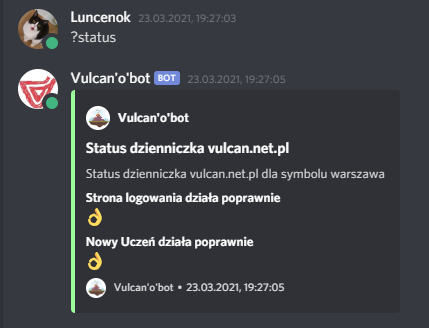 Luncenok 23.03.2021, 19:27:03
?status
Vulcan'o'bot BOT 23.03.2021, 19:27:05
Vulcan'o'bot
Status dzienniczka vulcan.net.pl
Status dzienniczka vulcan.net.pl dla symbolu warszawa
Strona logowania działa poprawnie
👌
Nowy Uczeń działa poprawnie
👌
Vulcan'o'bot • 23.03.2021, 19:27:05